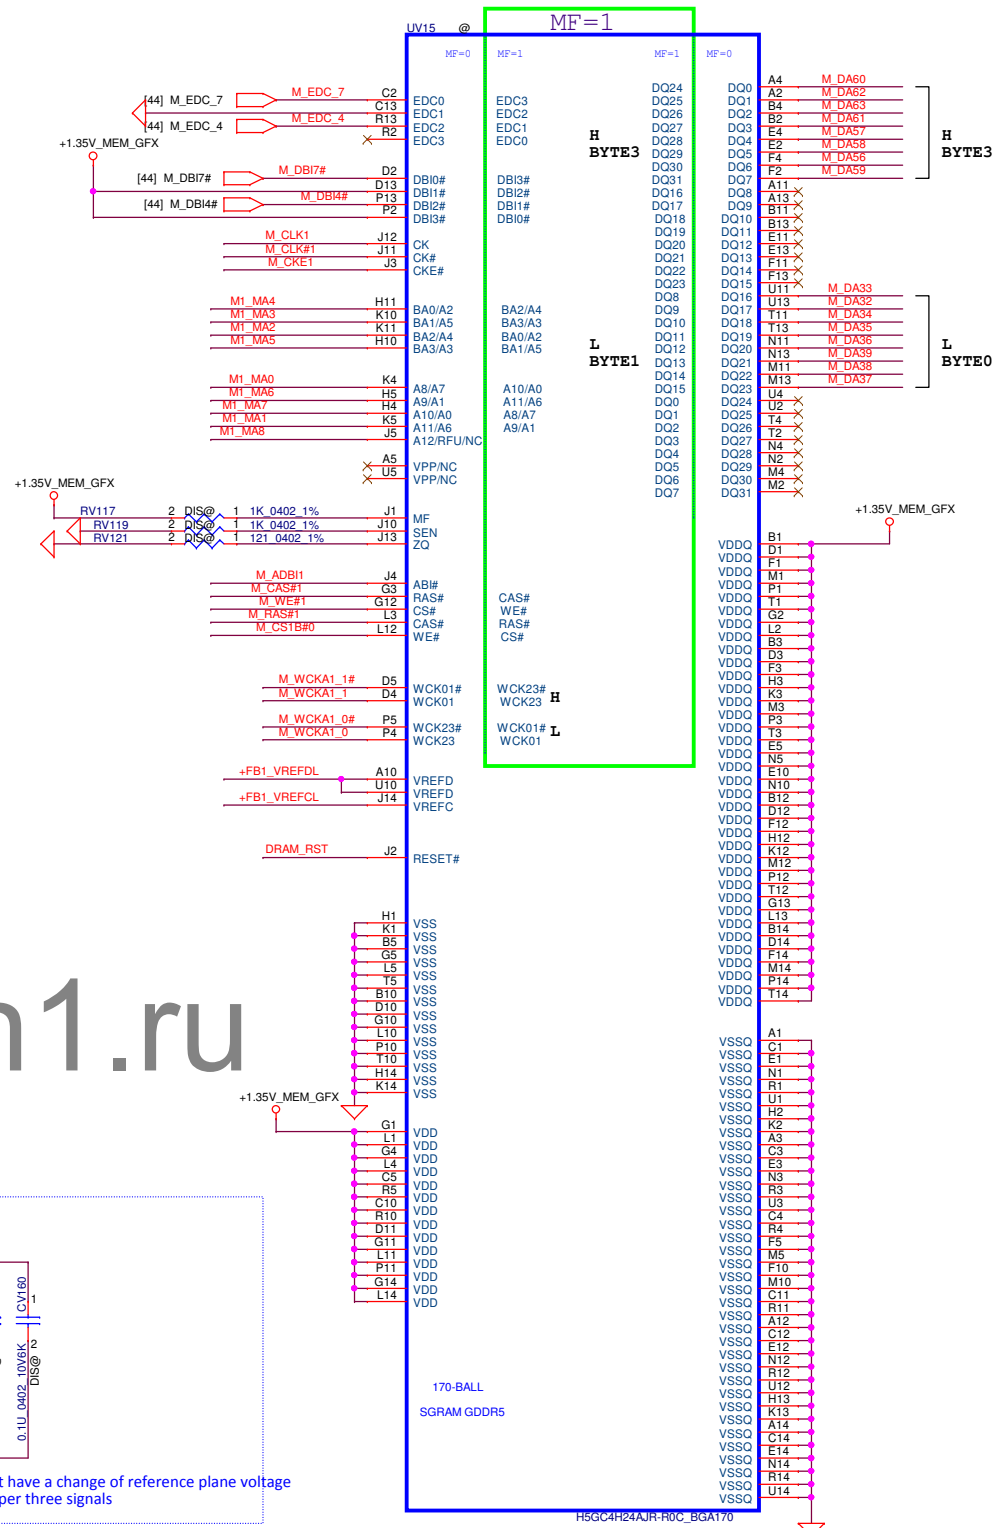 MF=1
UV15 @
MF=0 MF=1 MF=1 MF=0
[44] M_EDC_7 M_EDC_7 C2 EDC0 EDC3
C13 EDC1 EDC2
[44] M_EDC_4 M_EDC_4 R13 EDC2 EDC1
R2 EDC3 EDC0
+1.35V_MEM_GFX
[44] M_DBI7# M_DBI7# D2 DBI0# DBI3#
D13 DBI1# DBI2#
[44] M_DBI4# M_DBI4# P13 DBI2# DBI1#
P2 DBI3# DBI0#
M_CLK1 J12 CK
M_CLK#1 J11 CK#
M_CKE1 J3 CKE#
M1_MA4 H11 BA0/A2 BA2/A4
M1_MA3 K10 BA1/A5 BA3/A3
M1_MA2 K11 BA2/A4 BA0/A2
M1_MA5 H10 BA3/A3 BA1/A5
M1_MA0 K4 A8/A7 A10/A0
M1_MA6 H5 A9/A1 A11/A6
M1_MA7 H4 A10/A0 A8/A7
M1_MA1 K5 A11/A6 A9/A1
M1_MA8 J5 A12/RFU/NC
A5 VPP/NC
U5 VPP/NC
+1.35V_MEM_GFX
RV117 2 DIS@ 1 1K_0402_1% J1 MF
RV119 2 DIS@ 1 1K_0402_1% J10 SEN
RV121 2 DIS@ 1 121_0402_1% J13 ZQ
M_ADBI1 J4 ABI#
M_CAS#1 G3 RAS# CAS#
M_WE#1 G12 CS# WE#
M_RAS#1 L3 CAS# RAS#
M_CS1B#0 L12 WE# CS#
M_WCKA1_1# D5 WCK01# WCK23#
M_WCKA1_1 D4 WCK01 WCK23
H
M_WCKA1_0# P5 WCK23# WCK01#
M_WCKA1_0 P4 WCK23 WCK01
L
+FB1_VREFDL A10 VREFD
U10 VREFD
+FB1_VREFCL J14 VREFC
DRAM_RST J2 RESET#
H1 VSS
K1 VSS
B5 VSS
G5 VSS
L5 VSS
T5 VSS
B10 VSS
D10 VSS
G10 VSS
L10 VSS
P10 VSS
T10 VSS
H14 VSS
K14 VSS
+1.35V_MEM_GFX
G1 VDD
L1 VDD
G4 VDD
L4 VDD
C5 VDD
R5 VDD
C10 VDD
R10 VDD
D11 VDD
G11 VDD
L11 VDD
P11 VDD
G14 VDD
L14 VDD
H
BYTE3
L
BYTE1
DQ24 DQ0 A4 M_DA60
DQ25 DQ1 A2 M_DA62
DQ26 DQ2 B4 M_DA63
DQ27 DQ3 B2 M_DA61
DQ28 DQ4 E4 M_DA57
DQ29 DQ5 E2 M_DA58
DQ30 DQ6 F4 M_DA56
DQ31 DQ7 F2 M_DA59
H
BYTE3
DQ16 DQ8 A11
DQ17 DQ9 A13
DQ18 DQ10 B11
DQ19 DQ11 B13
DQ20 DQ12 E11
DQ21 DQ13 E13
DQ22 DQ14 F11
DQ23 DQ15 F13
DQ8 DQ16 U11 M_DA33
DQ9 DQ17 U13 M_DA32
DQ10 DQ18 T11 M_DA34
DQ11 DQ19 T13 M_DA35
DQ12 DQ20 N11 M_DA36
DQ13 DQ21 N13 M_DA39
DQ14 DQ22 M11 M_DA38
DQ15 DQ23 M13 M_DA37
L
BYTE0
DQ0 DQ24 U4
DQ1 DQ25 U2
DQ2 DQ26 T4
DQ3 DQ27 T2
DQ4 DQ28 N4
DQ5 DQ29 N2
DQ6 DQ30 M4
DQ7 DQ31 M2
+1.35V_MEM_GFX
VDDQ B1
VDDQ D1
VDDQ F1
VDDQ M1
VDDQ P1
VDDQ T1
VDDQ G2
VDDQ L2
VDDQ B3
VDDQ D3
VDDQ F3
VDDQ H3
VDDQ K3
VDDQ M3
VDDQ P3
VDDQ T3
VDDQ E5
VDDQ N5
VDDQ E10
VDDQ N10
VDDQ B12
VDDQ D12
VDDQ F12
VDDQ H12
VDDQ K12
VDDQ M12
VDDQ P12
VDDQ T12
VDDQ G13
VDDQ L13
VDDQ B14
VDDQ D14
VDDQ F14
VDDQ M14
VDDQ P14
VDDQ T14
VSSQ A1
VSSQ C1
VSSQ E1
VSSQ N1
VSSQ R1
VSSQ U1
VSSQ H2
VSSQ K2
VSSQ A3
VSSQ C3
VSSQ E3
VSSQ N3
VSSQ R3
VSSQ U3
VSSQ C4
VSSQ R4
VSSQ F5
VSSQ M5
VSSQ F10
VSSQ M10
VSSQ C11
VSSQ R11
VSSQ A12
VSSQ C12
VSSQ E12
VSSQ N12
VSSQ R12
VSSQ U12
VSSQ H13
VSSQ K13
VSSQ A14
VSSQ C14
VSSQ E14
VSSQ N14
VSSQ R14
VSSQ U14
170-BALL
SGRAM GDDR5
H5GC4H24AJR-R0C_BGA170
n1.ru
CV160
1
2
0.1U_0402_10V6K
DIS@
t have a change of reference plane voltage
per three signals